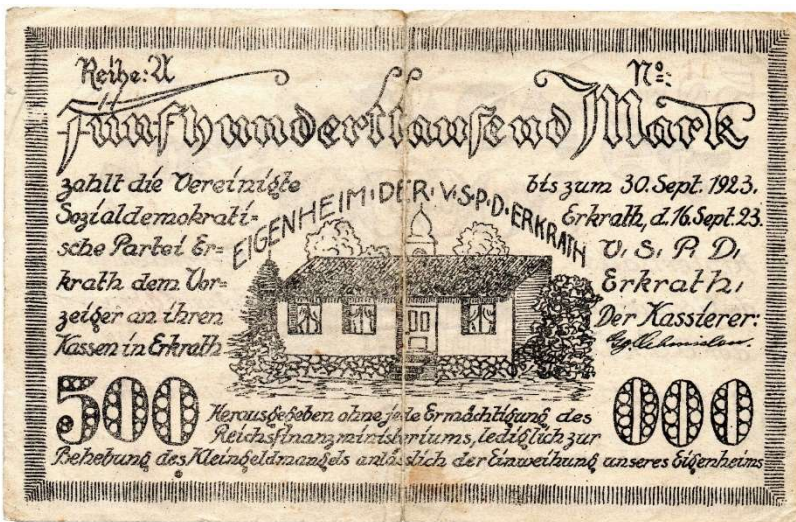 Reihe: A
No:
Fünfhunderttausend Mark
zahlt die Vereinigte
Sozialdemokrati=
sche Partei Er=
krath dem Vor=
zeiger an ihren
Kassen in Erkrath
EIGENHEIM·DER·V.S.P.D.ERKRATH
bis zum 30. Sept. 1923.
Erkrath, d. 16. Sept. 23.
V. S. P. D.
Erkrath,
Der Kassierer:
500 000
Herausgegeben ohne jede Ermächtigung des
Reichsfinanzministeriums, lediglich zur
Behebung des Kleingeldmangels anlässlich der Einweihung unseres Eigenheims